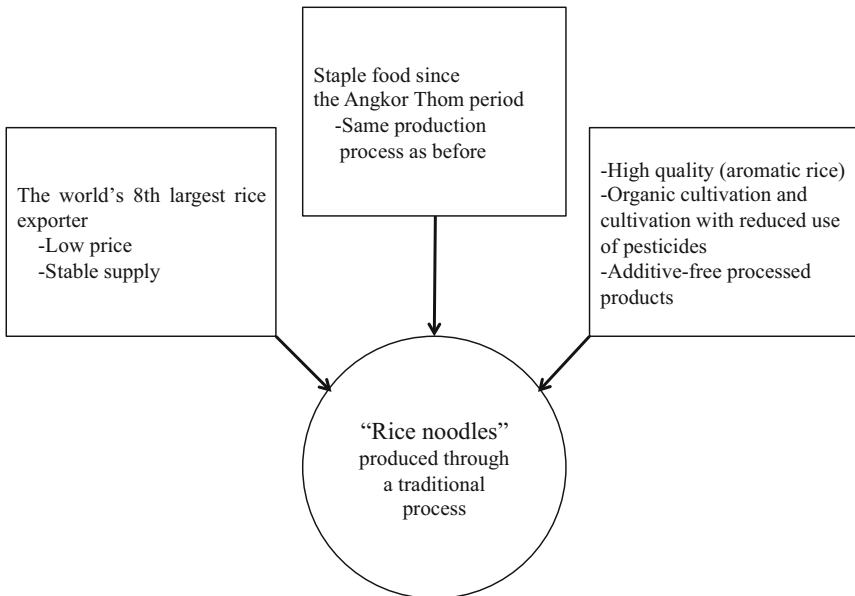 Staple food since
the Angkor Thom period
-Same production
process as before
The world’s 8th largest rice
exporter
-Low price
-Stable supply
-High quality (aromatic rice)
-Organic cultivation and
cultivation with reduced use
of pesticides
-Additive-free processed
products
“Rice noodles”
produced through
a traditional
process